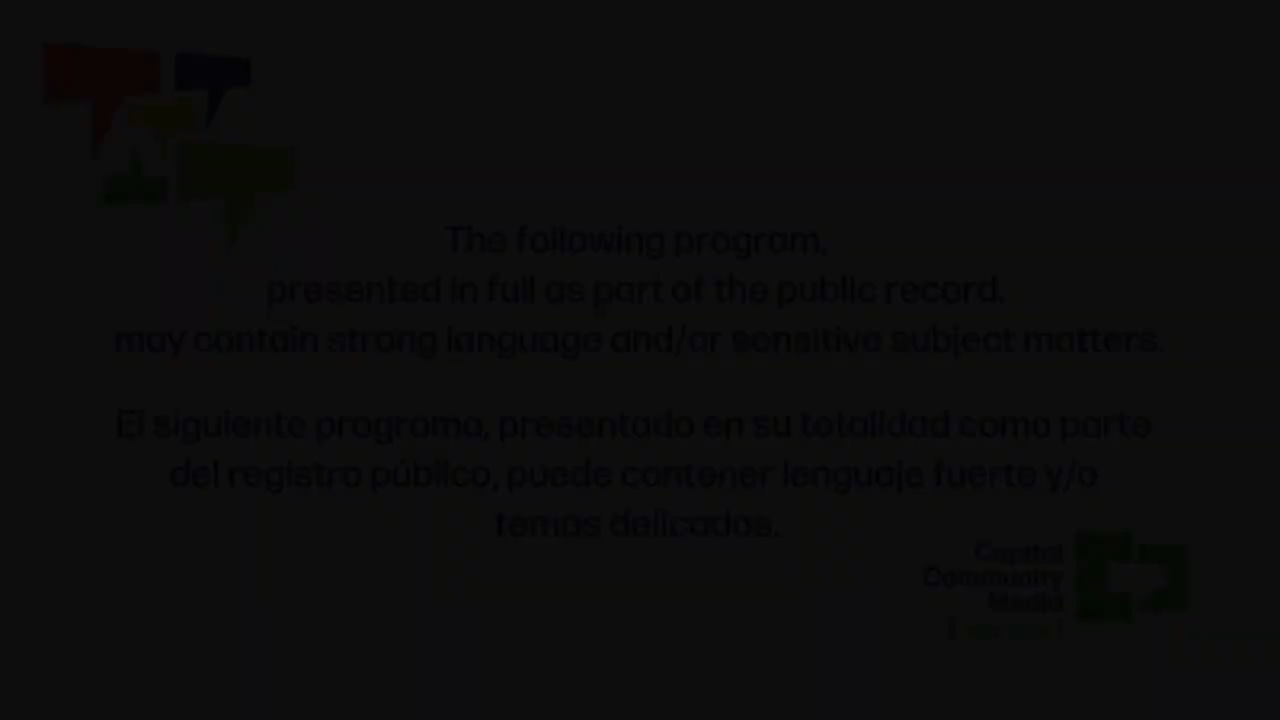 The following program,
presented in full as part of the public record,
may contain strong language and/or sensitive subject matters.
El siguiente programa, presentado en su totalidad como parte
del registro público, puede contener lenguaje fuerte y/o
temas delicados.
Capital
Community
Media